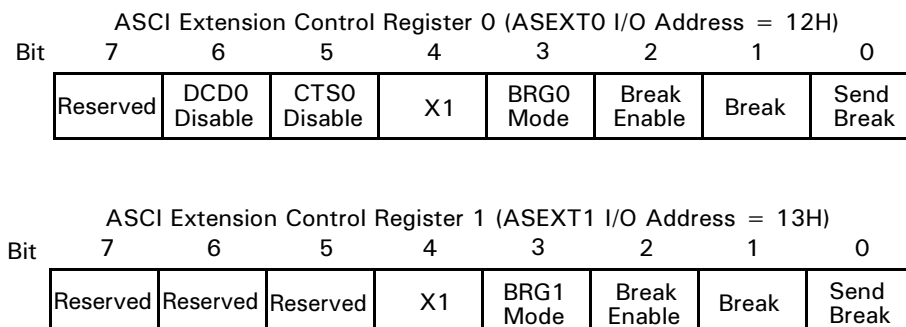 ASCI Extension Control Register 0 (ASEXT0 I/O Address = 12H)
Bit 7 6 5 4 3 2 1 0
Reserved DCD0 Disable CTS0 Disable X1 BRG0 Mode Break Enable Break Send Break
ASCI Extension Control Register 1 (ASEXT1 I/O Address = 13H)
Bit 7 6 5 4 3 2 1 0
Reserved Reserved Reserved X1 BRG1 Mode Break Enable Break Send Break